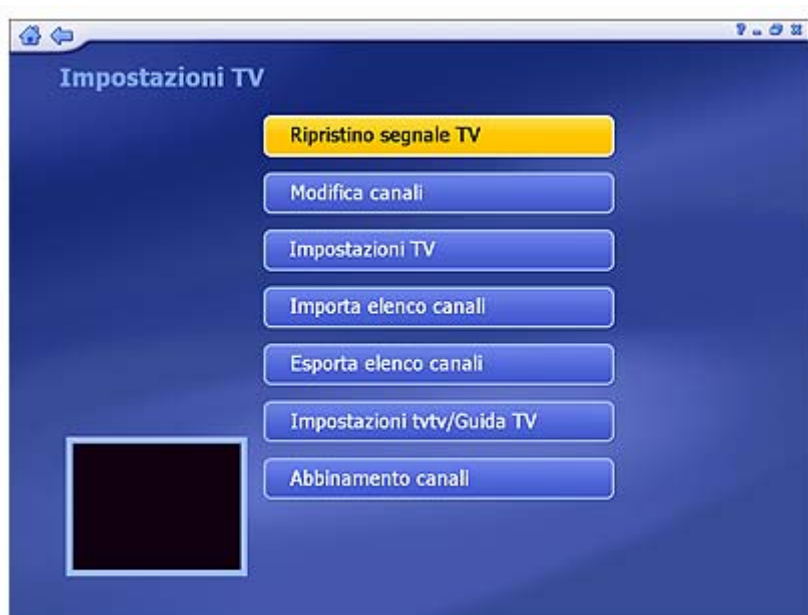 Impostazioni TV
Ripristino segnale TV
Modifica canali
Impostazioni TV
Importa elenco canali
Esporta elenco canali
Impostazioni tvtv/Guida TV
Abbinamento canali